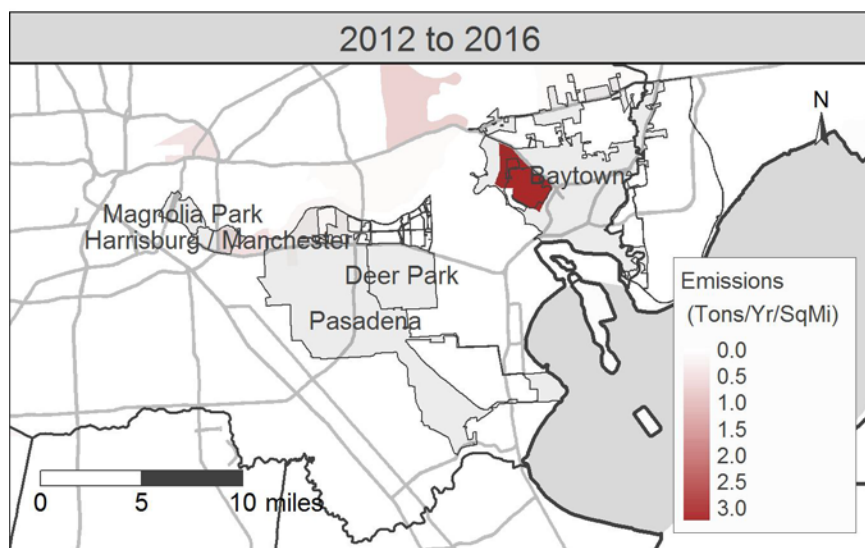 2012 to 2016
N
Baytown
Magnolia Park
Harrisburg / Manchester
Deer Park
Pasadena
Emissions
(Tons/Yr/SqMi)
0.0
0.5
1.0
1.5
2.0
2.5
3.0
0 5 10 miles